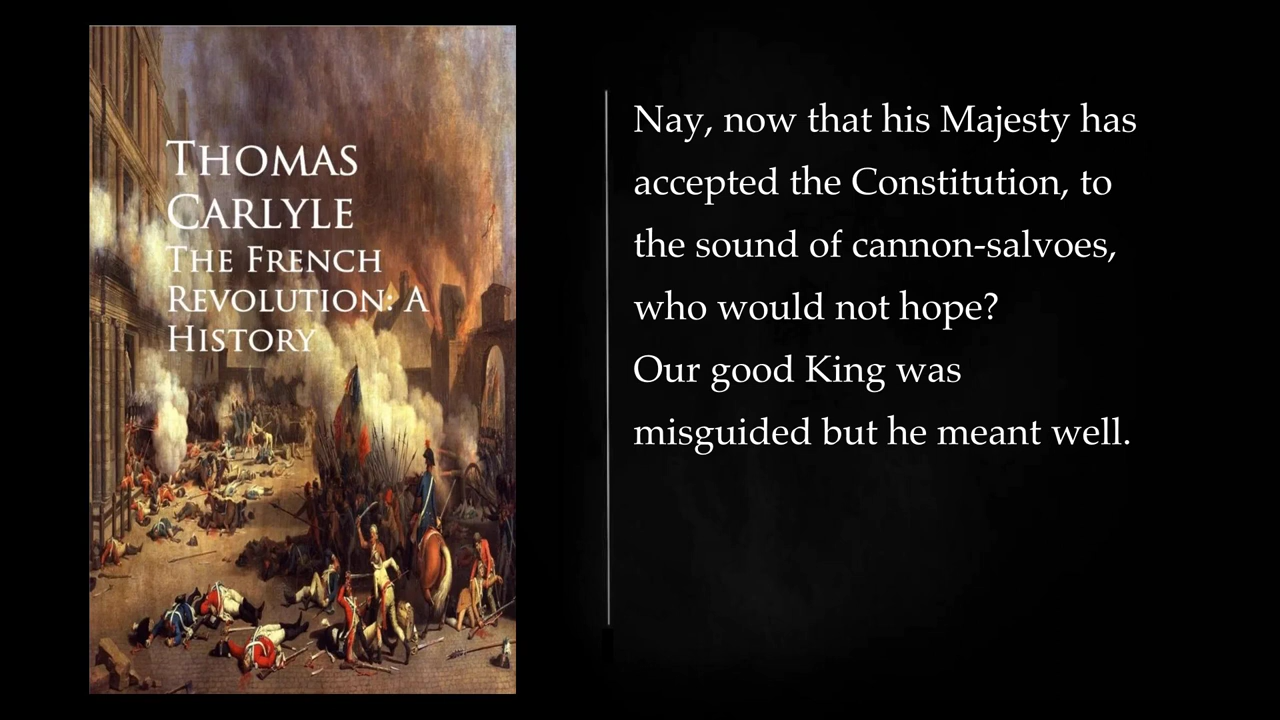 THOMAS
CARLYLE
THE FRENCH
REVOLUTION: A
HISTORY
Nay, now that his Majesty has
accepted the Constitution, to
the sound of cannon-salvoes,
who would not hope?
Our good King was
misguided but he meant well.